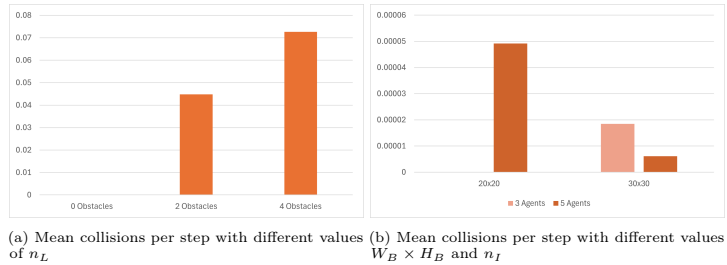 0.08
0.07
0.06
0.05
0.04
0.03
0.02
0.01
0
0 Obstacles 2 Obstacles 4 Obstacles
(a) Mean collisions per step with different values
of n_L
0.00006
0.00005
0.00004
0.00003
0.00002
0.00001
0
20x20 30x30
3 Agents 5 Agents
(b) Mean collisions per step with different values
W_B × H_B and n_I